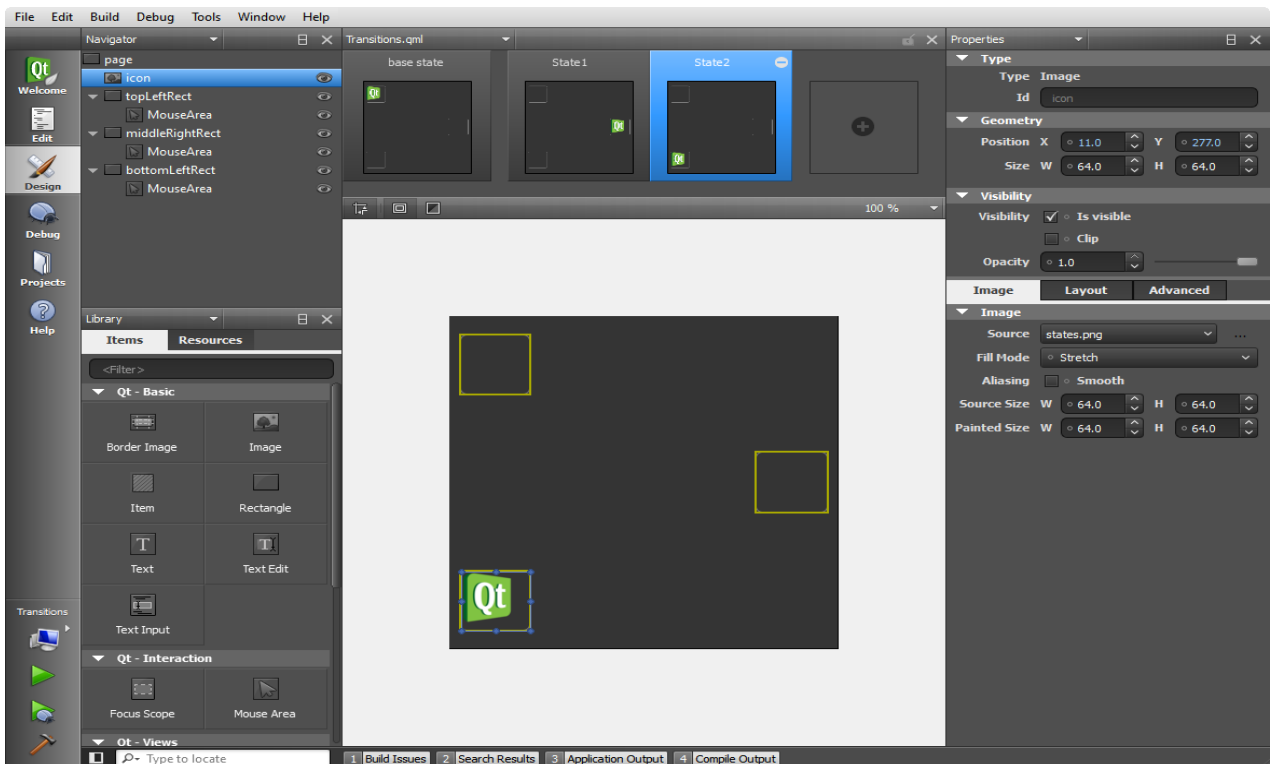 File Edit Build Debug Tools Window Help
Navigator
Transitions.qml
Properties
Qt
Welcome
Edit
Design
Debug
Projects
Help
Transitions
page
icon
topLeftRect
MouseArea
middleRightRect
MouseArea
bottomLeftRect
MouseArea
Library
Items Resources
<Filter>
Qt - Basic
Border Image Image
Item Rectangle
T TI
Text Text Edit
Text Input
Qt - Interaction
Focus Scope Mouse Area
Qt - Views
base state State1 State2
Qt Qt Qt
100 %
Qt
Type
Type Image
Id icon
Geometry
Position X 11.0 Y 277.0
Size W 64.0 H 64.0
Visibility
Visibility Is visible
Clip
Opacity 1.0
Image Layout Advanced
Image
Source states.png ...
Fill Mode Stretch
Aliasing Smooth
Source Size W 64.0 H 64.0
Painted Size W 64.0 H 64.0
Type to locate 1 Build Issues 2 Search Results 3 Application Output 4 Compile Output